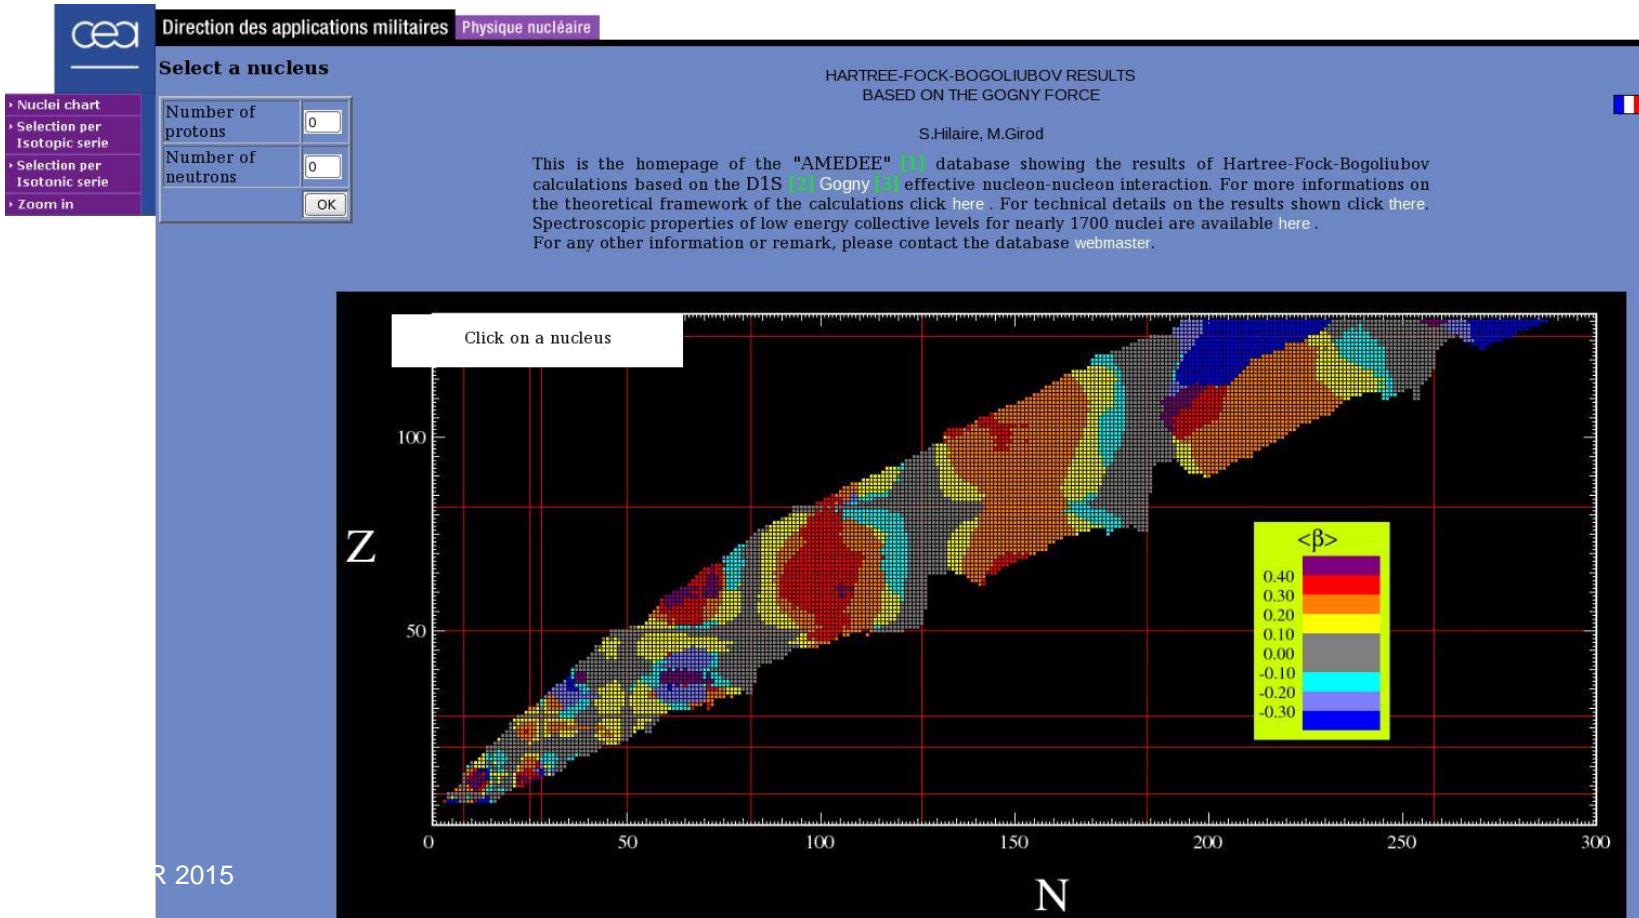 cea
Direction des applications militaires Physique nucléaire
Select a nucleus
Nuclei chart
Selection per
Isotopic serie
Selection per
Isotonic serie
Zoom in
Number of
protons
0
Number of
neutrons
0
OK
HARTREE-FOCK-BOGOLIUBOV RESULTS
BASED ON THE GOGNY FORCE
S.Hilaire, M.Girod
This is the homepage of the "AMEDEE" [1] database showing the results of Hartree-Fock-Bogoliubov
calculations based on the D1S [2] Gogny [3] effective nucleon-nucleon interaction. For more informations on
the theoretical framework of the calculations click here . For technical details on the results shown click there.
Spectroscopic properties of low energy collective levels for nearly 1700 nuclei are available here .
For any other information or remark, please contact the database webmaster.
Click on a nucleus
100
50
Z
<β>
0.40
0.30
0.20
0.10
0.00
-0.10
-0.20
-0.30
0 50 100 150 200 250 300
N
R 2015